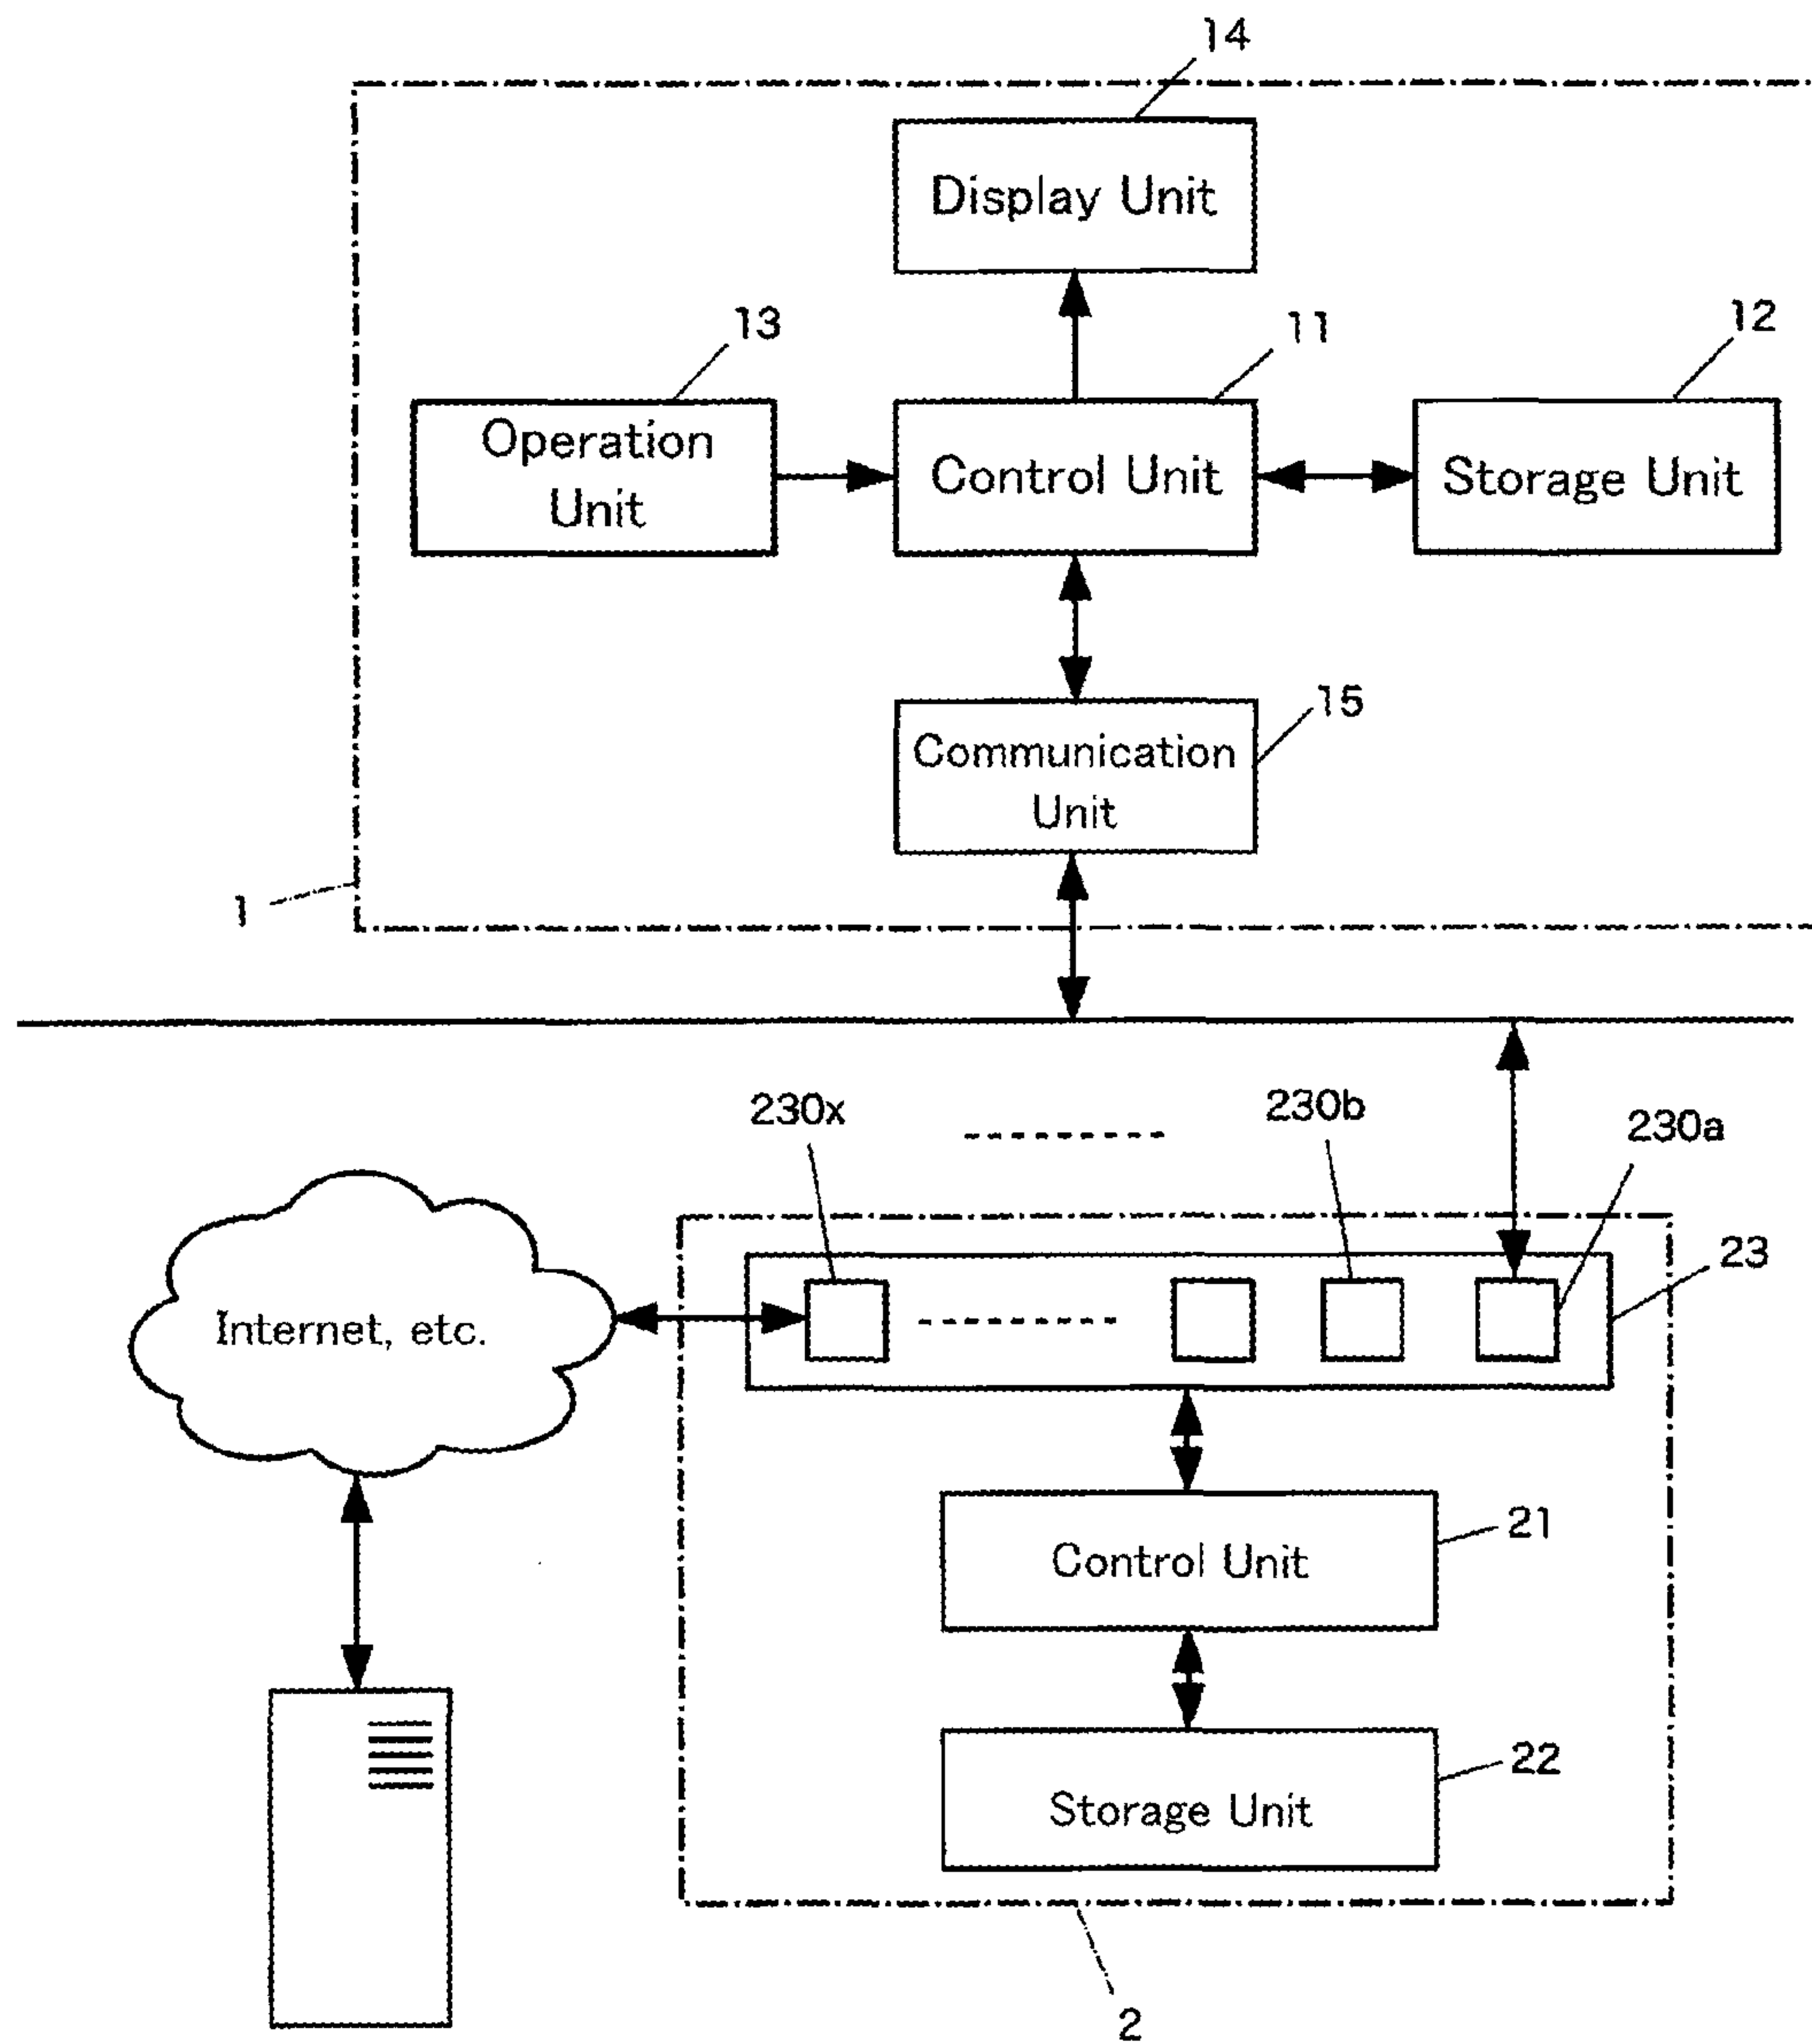 14
Display Unit
13
11
12
Operation
Unit
Control Unit
Storage Unit
15
Communication
Unit
1
230x
230b
230a
23
Internet, etc.
21
Control Unit
22
Storage Unit
2